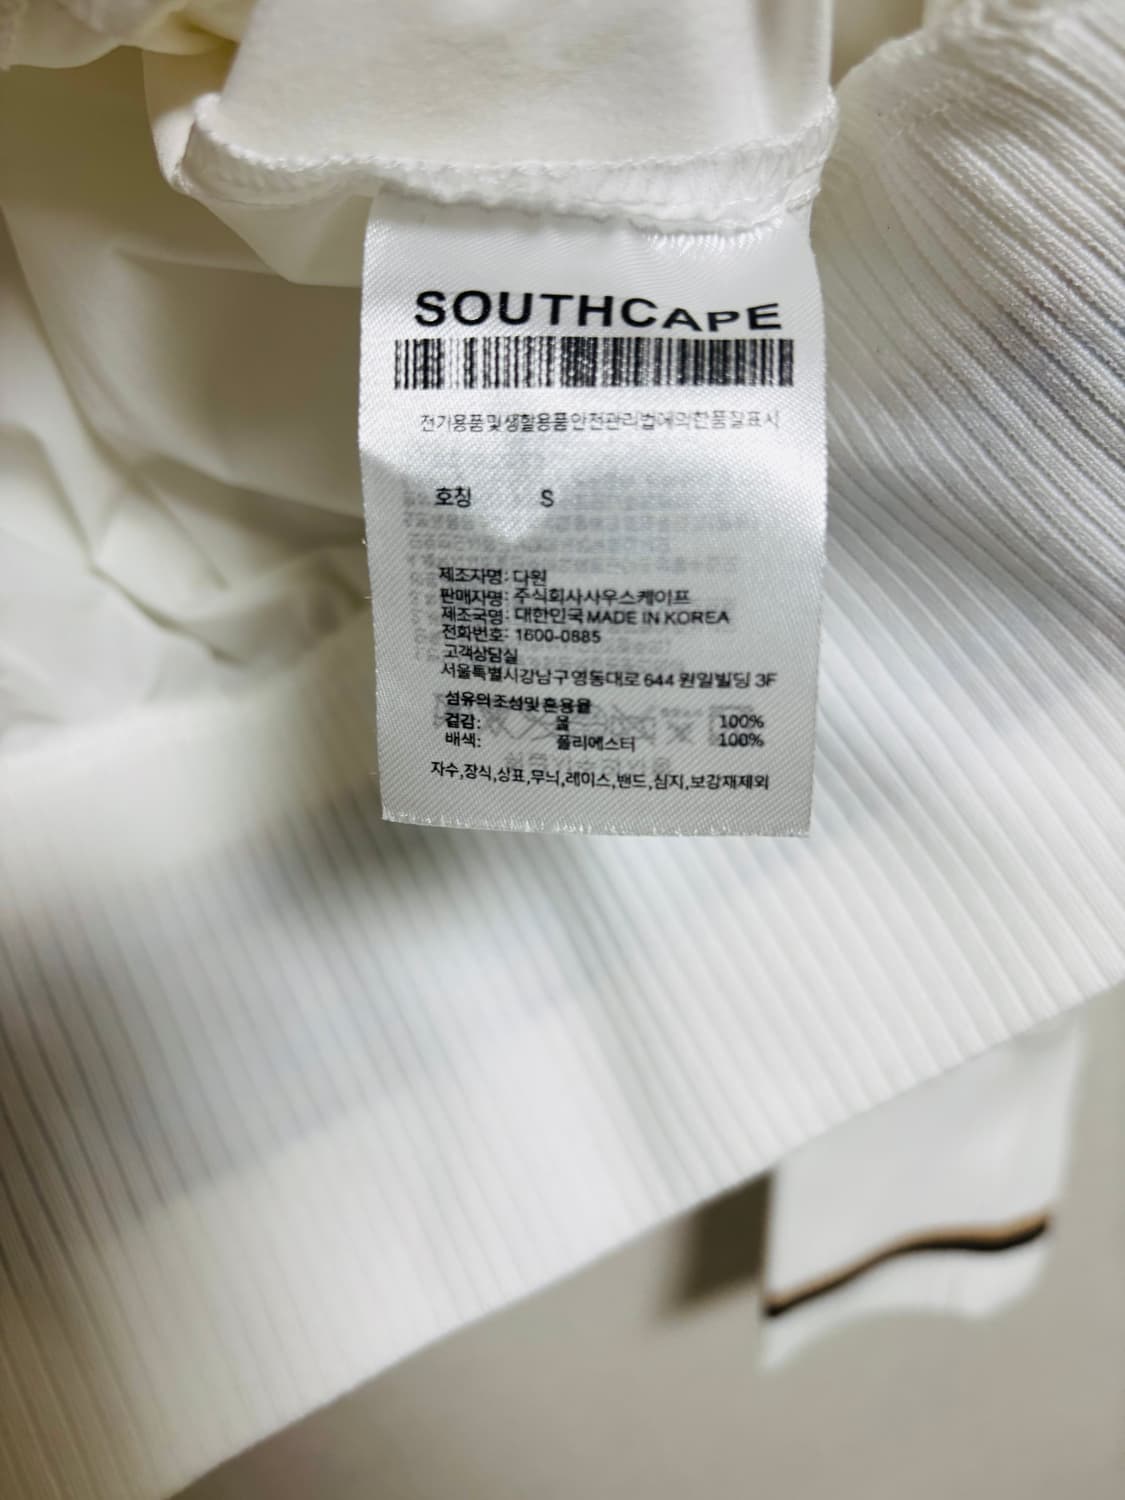 SOUTHCAPE
전기용품및생활용품안전관리법에의한품질표시
호칭 S
제조자명: 다원
판매자명: 주식회사사우스케이프
제조국명: 대한민국 MADE IN KOREA
전화번호: 1600-0885
고객상담실
서울특별시강남구영동대로 644 원일빌딩 3F
섬유의조성및혼용율
겉감: 울 100%
배색: 폴리에스터 100%
자수,장식,상표,무늬,레이스,밴드,심지,보강재제외